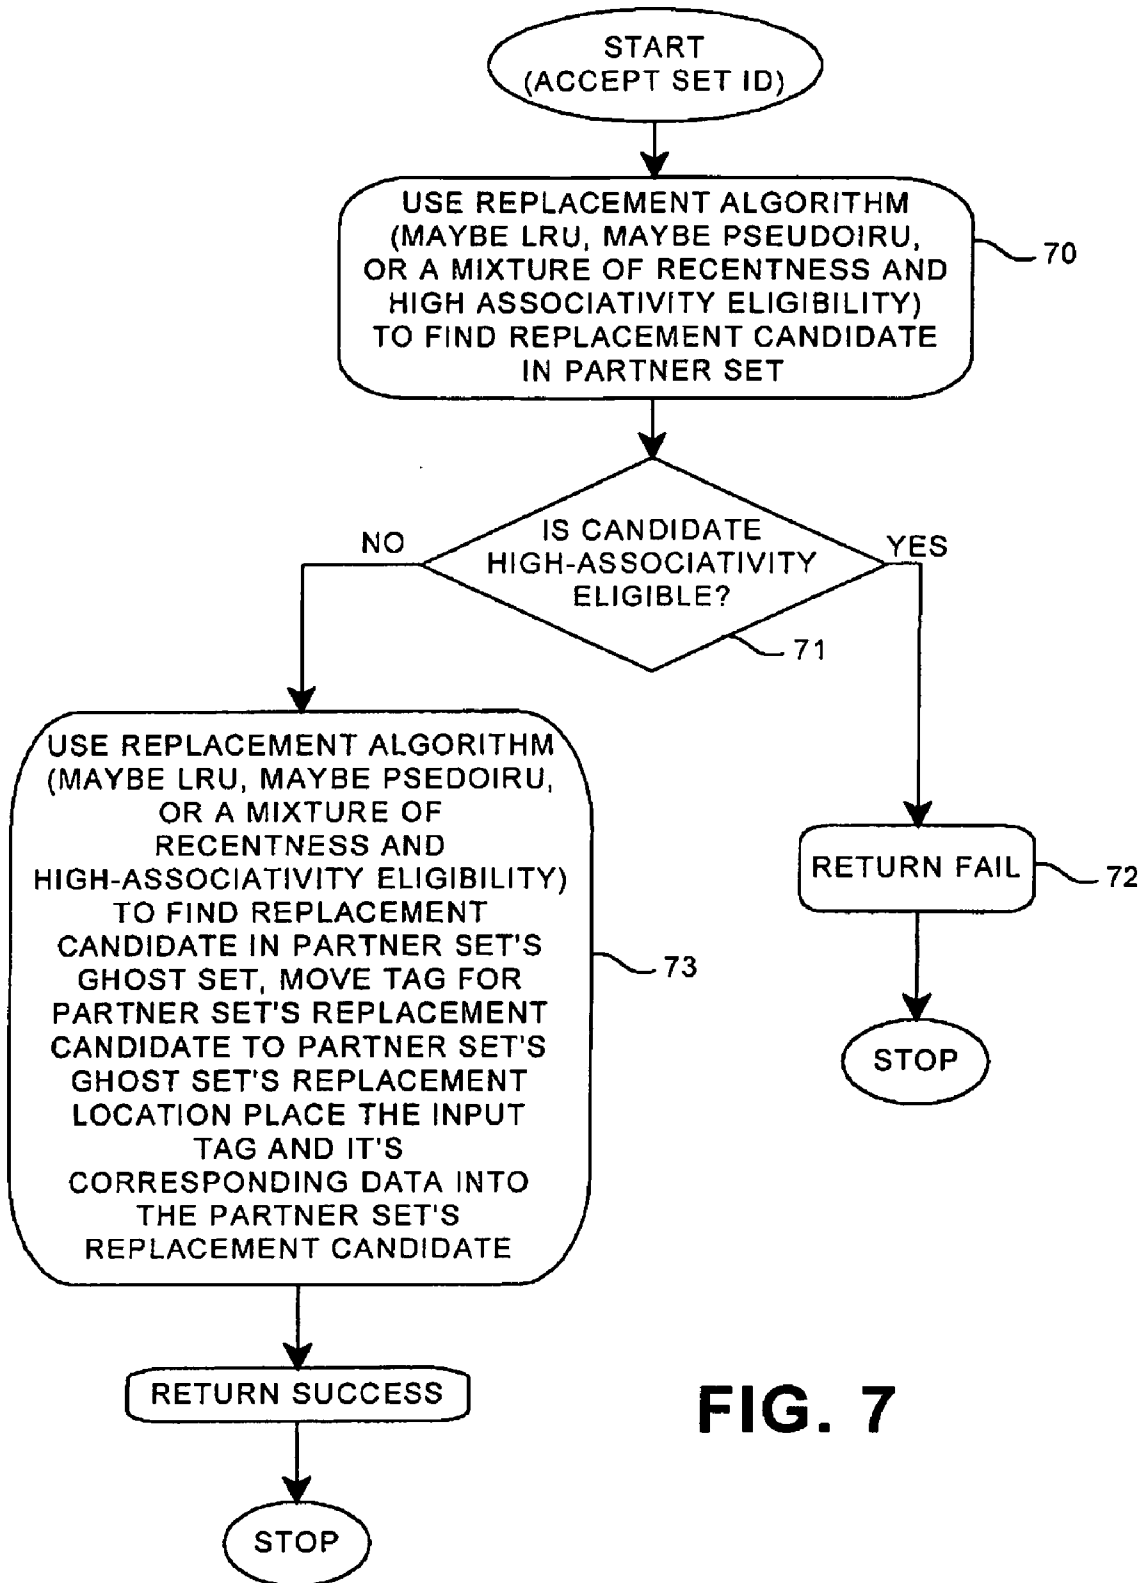 START
(ACCEPT SET ID)
USE REPLACEMENT ALGORITHM
(MAYBE LRU, MAYBE PSEUDOIRU,
OR A MIXTURE OF RECENTNESS AND
HIGH ASSOCIATIVITY ELIGIBILITY)
TO FIND REPLACEMENT CANDIDATE
IN PARTNER SET
70
IS CANDIDATE
HIGH-ASSOCIATIVITY
ELIGIBLE?
NO
YES
71
USE REPLACEMENT ALGORITHM
(MAYBE LRU, MAYBE PSEDOIRU,
OR A MIXTURE OF
RECENTNESS AND
HIGH-ASSOCIATIVITY ELIGIBILITY)
TO FIND REPLACEMENT
CANDIDATE IN PARTNER SET'S
GHOST SET, MOVE TAG FOR
PARTNER SET'S REPLACEMENT
CANDIDATE TO PARTNER SET'S
GHOST SET'S REPLACEMENT
LOCATION PLACE THE INPUT
TAG AND IT'S
CORRESPONDING DATA INTO
THE PARTNER SET'S
REPLACEMENT CANDIDATE
73
RETURN FAIL
72
STOP
RETURN SUCCESS
STOP
FIG. 7